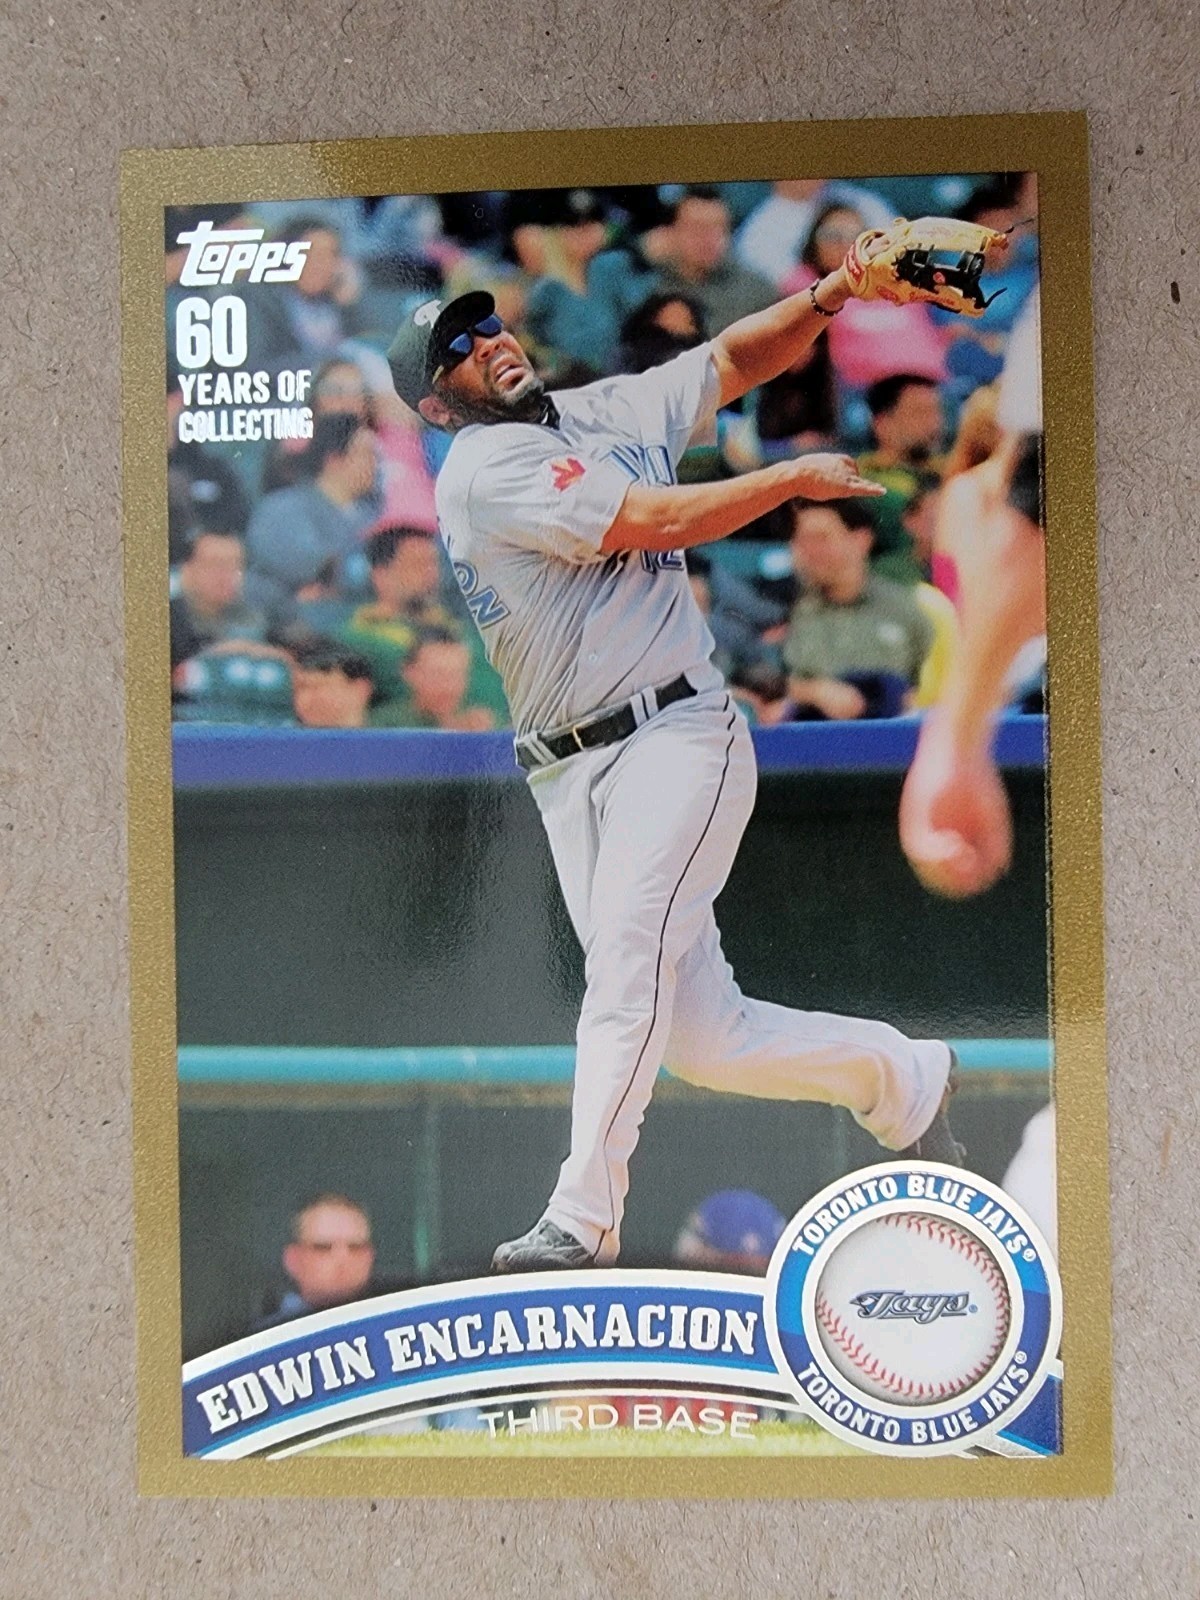 Topps
60
YEARS OF
COLLECTING
TORONTO BLUE JAYS®
Jays®
TORONTO BLUE JAYS®
EDWIN ENCARNACION
THIRD BASE